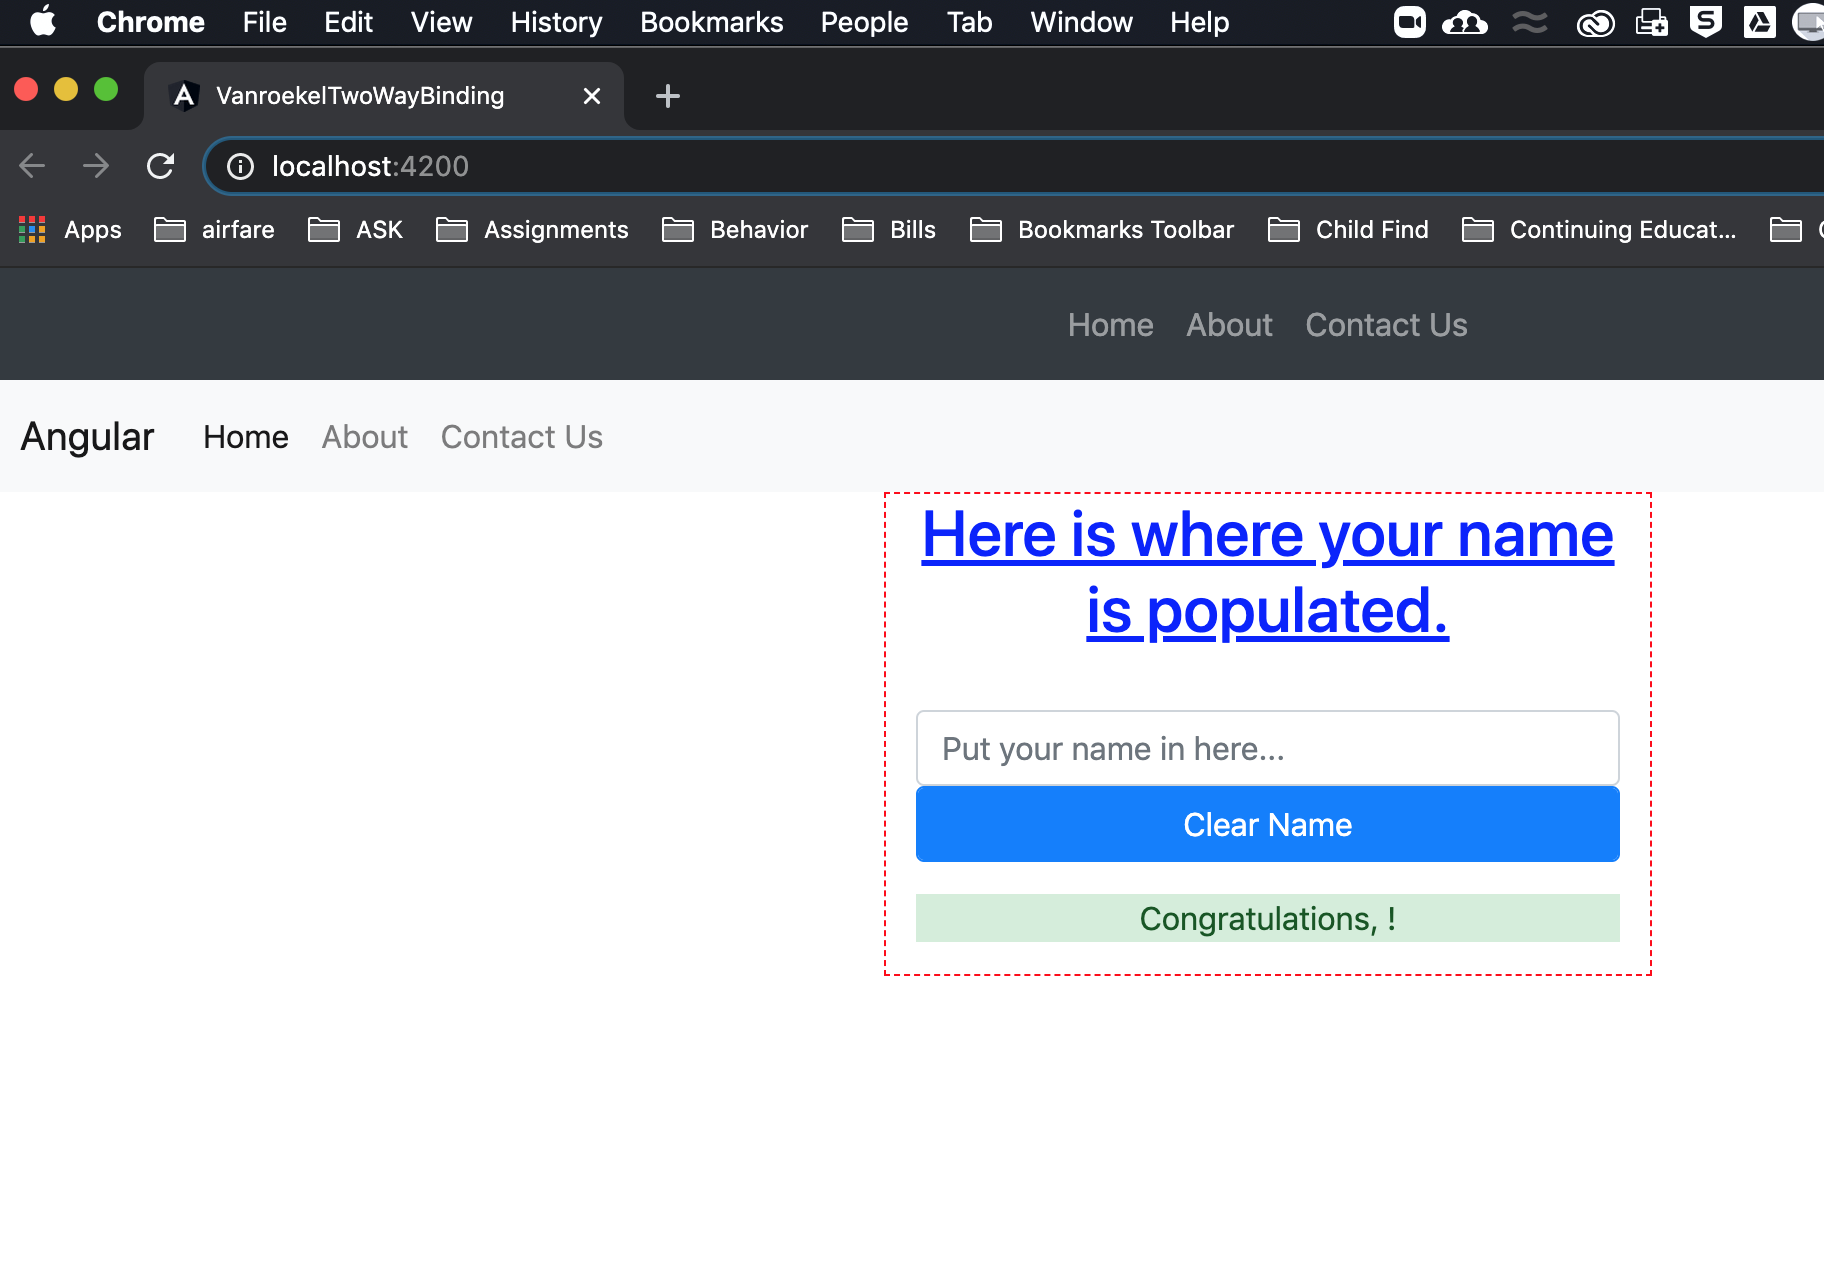 Chrome File Edit View History Bookmarks People Tab Window Help
VanroekelTwoWayBinding
localhost:4200
Apps airfare ASK Assignments Behavior Bills Bookmarks Toolbar Child Find Continuing Educat...
Home About Contact Us
Angular Home About Contact Us
Here is where your name
is populated.
Put your name in here...
Clear Name
Congratulations, !